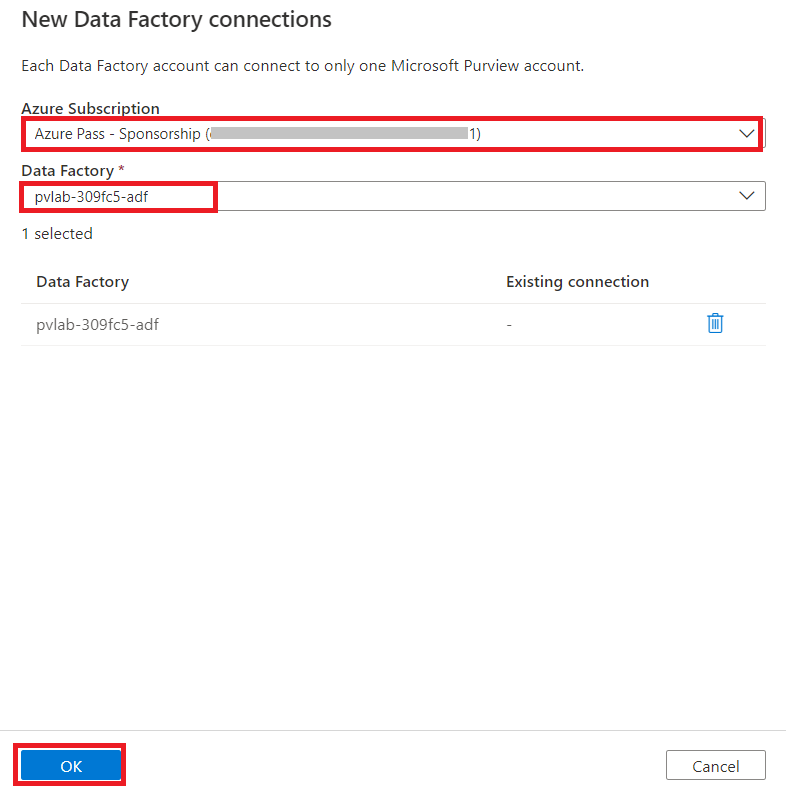 New Data Factory connections
Each Data Factory account can connect to only one Microsoft Purview account.
Azure Subscription
Azure Pass - Sponsorship ( 1)
Data Factory *
pvlab-309fc5-adf
1 selected
Data Factory Existing connection
pvlab-309fc5-adf -
OK Cancel